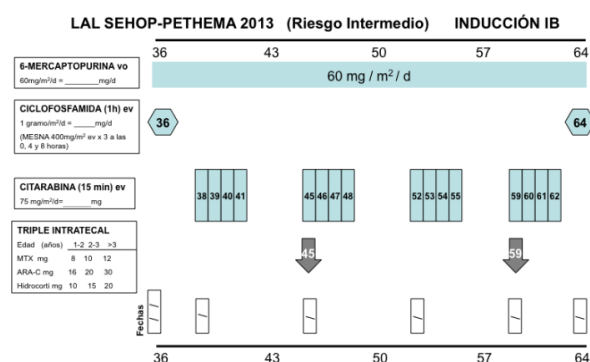 LAL SEHOP-PETHEMA 2013 (Riesgo Intermedio) INDUCCIÓN IB
36 43 50 57 64
6-MERCAPTOPURINA vo
60mg/m²/d = ________mg/d
60 mg / m² / d
CICLOFOSFAMIDA (1h) ev
1 gramo/m²/d = _____mg/d
(MESNA 400mg/m² ev x 3 a las
0, 4 y 8 horas)
36 64
CITARABINA (15 min) ev
75 mg/m²/d=_______mg
38 39 40 41 45 46 47 48 52 53 54 55 59 60 61 62
TRIPLE INTRATECAL
Edad (años) 1-2 2-3 >3
MTX mg 8 10 12
ARA-C mg 16 20 30
Hidrocorti mg 10 15 20
45 59
Fechas
/ / / / / / /
36 43 50 57 64